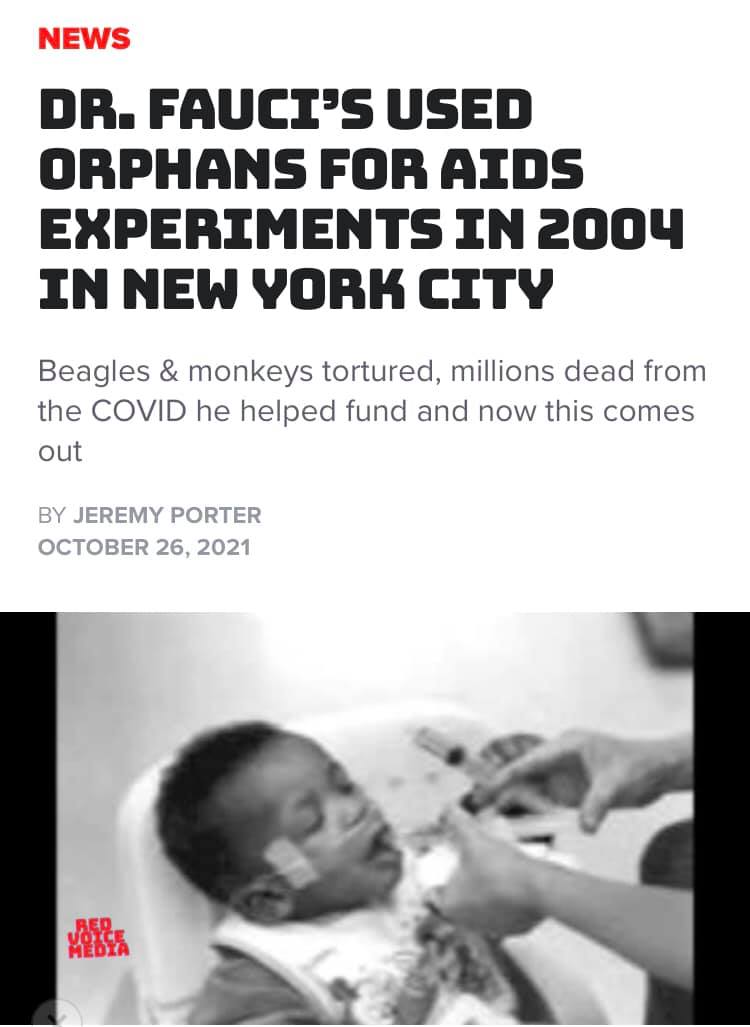 NEWS
DR. FAUCI'S USED
ORPHANS FOR AIDS
EXPERIMENTS IN 2004
IN NEW YORK CITY
Beagles & monkeys tortured, millions dead from
the COVID he helped fund and now this comes
out
BY JEREMY PORTER
OCTOBER 26, 2021
RED
VOICE
MEDIA